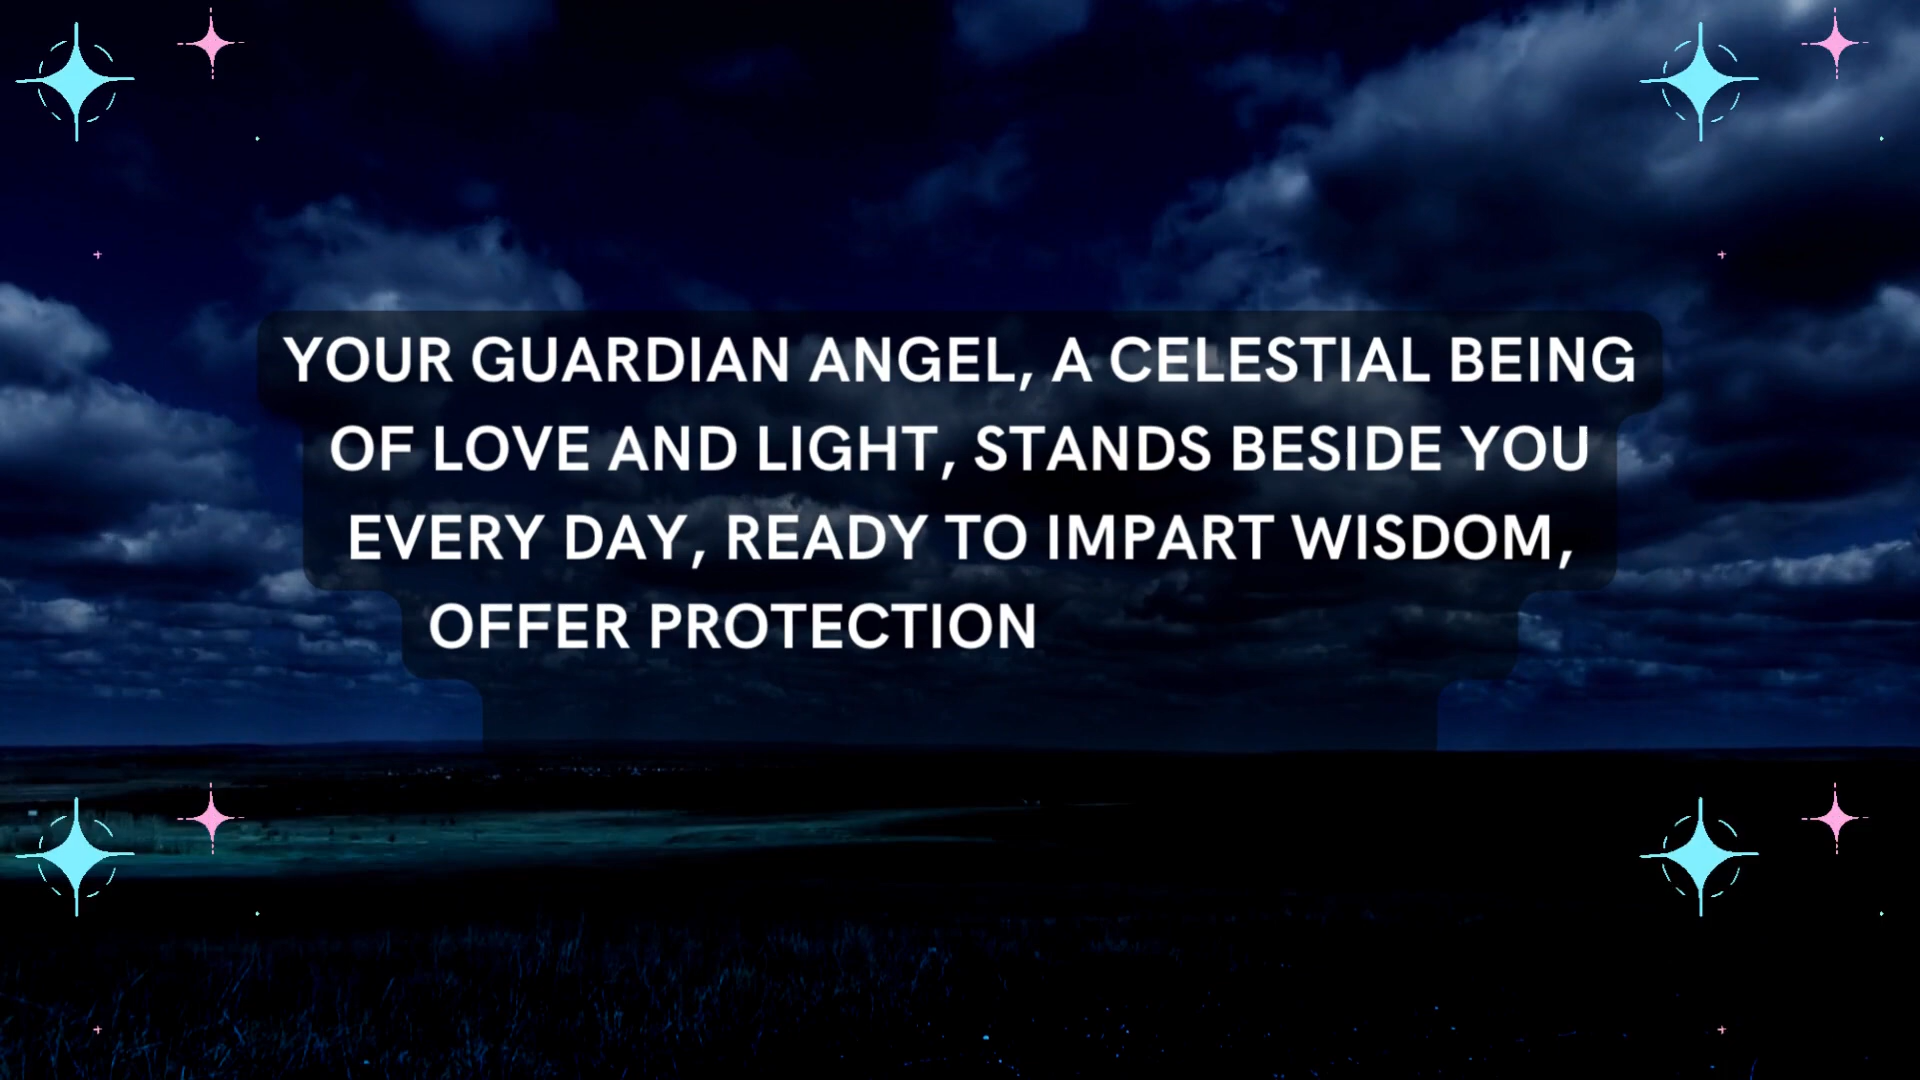 YOUR GUARDIAN ANGEL, A CELESTIAL BEING
OF LOVE AND LIGHT, STANDS BESIDE YOU
EVERY DAY, READY TO IMPART WISDOM,
OFFER PROTECTION